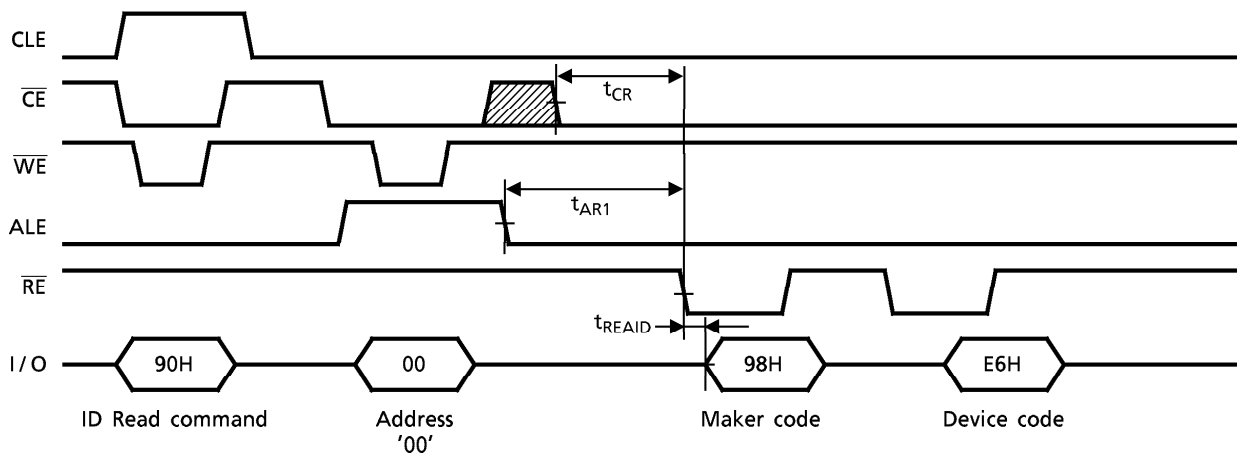 CLE
CE
tCR
WE
tAR1
ALE
RE
tREAID
I/O 90H 00 98H E6H
ID Read command Address '00' Maker code Device code